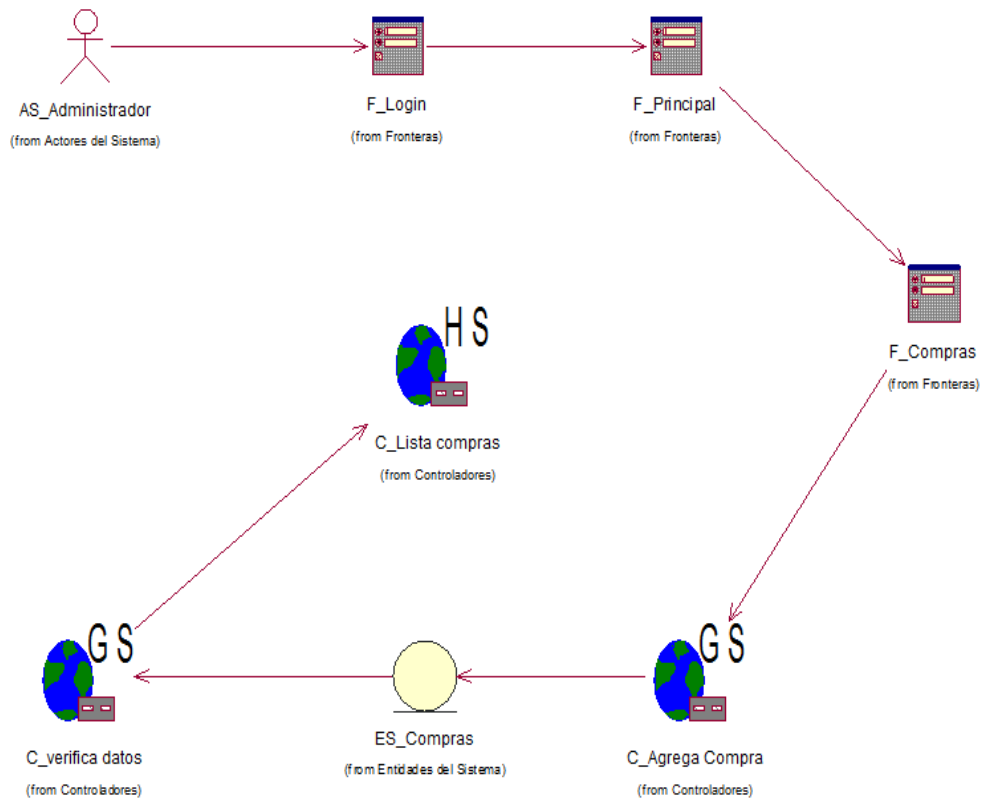 AS_Administrador
(from Actores del Sistema)
F_Login
(from Fronteras)
F_Principal
(from Fronteras)
F_Compras
(from Fronteras)
H S
C_Lista compras
(from Controladores)
G S
C_verifica datos
(from Controladores)
ES_Compras
(from Entidades del Sistema)
G S
C_Agrega Compra
(from Controladores)